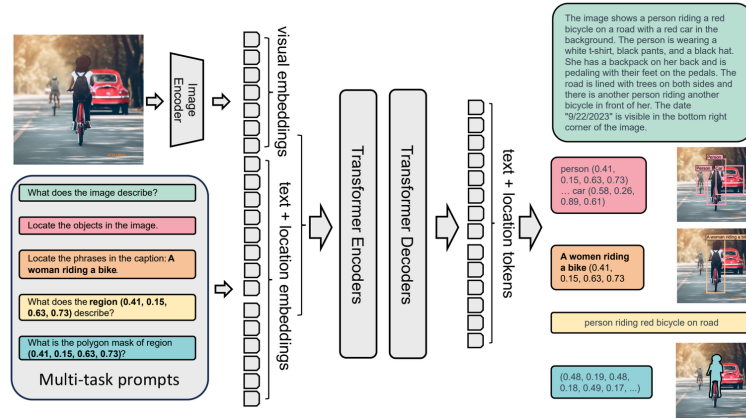 Image
Encoder
visual embeddings
text + location embeddings
Transformer Encoders
Transformer Decoders
text + location tokens
What does the image describe?
Locate the objects in the image.
Locate the phrases in the caption: A
woman riding a bike.
What does the region (0.41, 0.15,
0.63, 0.73) describe?
What is the polygon mask of region
(0.41, 0.15, 0.63, 0.73)?
Multi-task prompts
The image shows a person riding a red
bicycle on a road with a red car in the
background. The person is wearing a
white t-shirt, black pants, and a black hat.
She has a backpack on her back and is
pedaling with their feet on the pedals. The
road is lined with trees on both sides and
there is another person riding another
bicycle in front of her. The date
"9/22/2023" is visible in the bottom right
corner of the image.
person (0.41,
0.15, 0.63, 0.73)
... car (0.58, 0.26,
0.89, 0.61)
Person
A women riding
a bike (0.41,
0.15, 0.63, 0.73
A woman riding a bike
person riding red bicycle on road
(0.48, 0.19, 0.48,
0.18, 0.49, 0.17, ...)